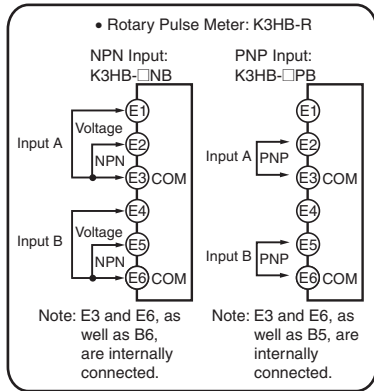 • Rotary Pulse Meter: K3HB-R
NPN Input:
K3HB-□NB
Input A
Voltage
NPN
E1
E2
E3 COM
Input B
Voltage
NPN
E4
E5
E6 COM
Note: E3 and E6, as
well as B6,
are internally
connected.
PNP Input:
K3HB-□PB
E1
Input A
PNP
E2
E3 COM
E4
Input B
PNP
E5
E6 COM
Note: E3 and E6, as
well as B5, are
internally
connected.